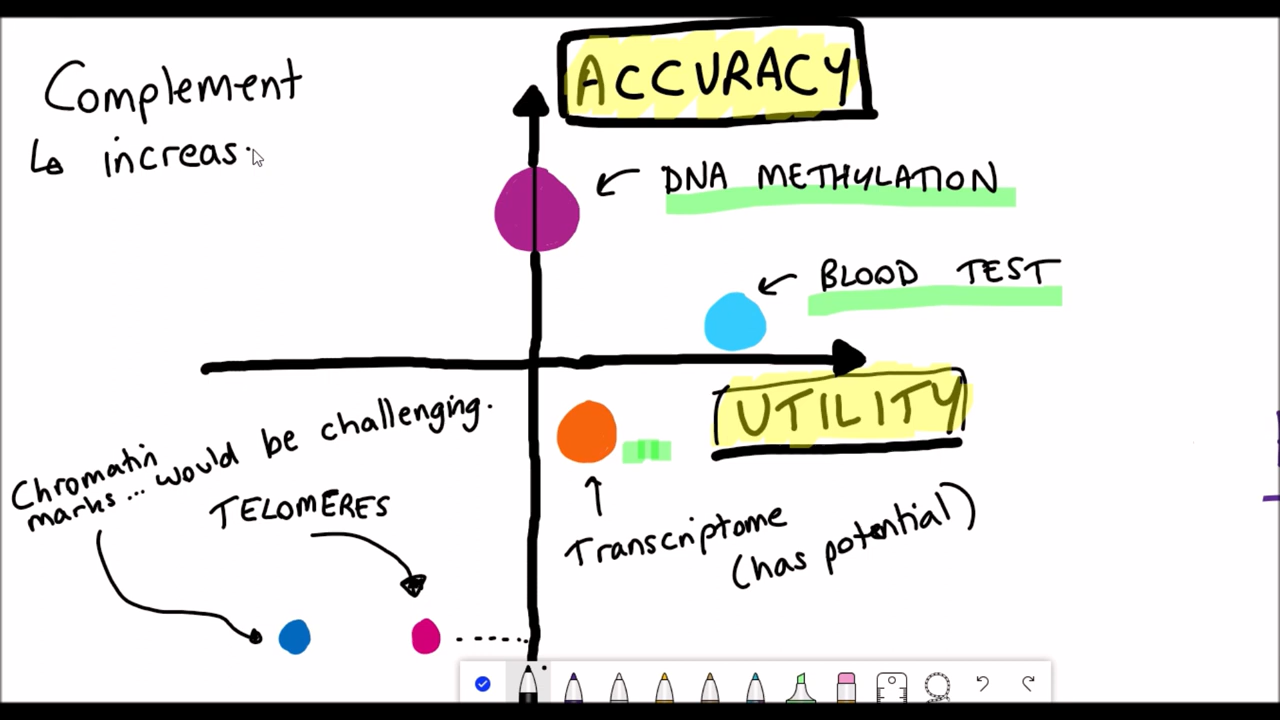 Complement
↳ increas
ACCURACY
DNA METHYLATION
BLOOD TEST
UTILITY
Chromatin
marks... would be challenging.
TELOMERES
Transcriptome
(has potential)